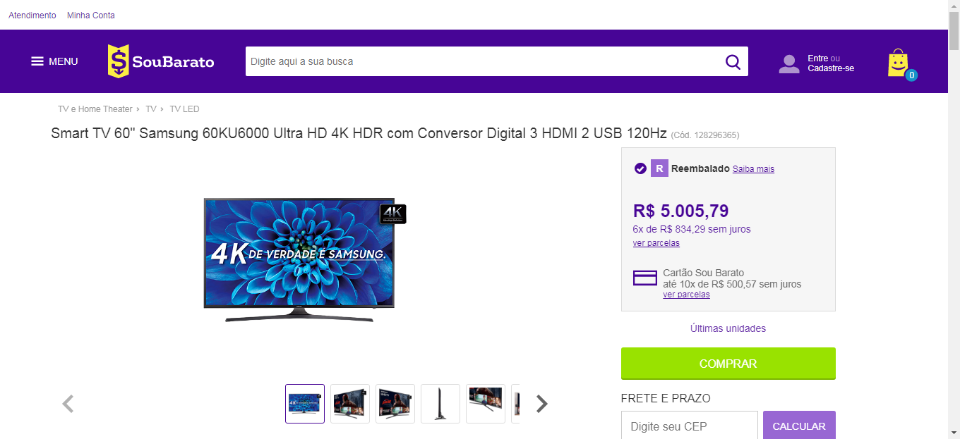 Atendimento Minha Conta
MENU
SouBarato
Digite aqui a sua busca
Entre ou
Cadastre-se
0
TV e Home Theater › TV › TV LED
Smart TV 60" Samsung 60KU6000 Ultra HD 4K HDR com Conversor Digital 3 HDMI 2 USB 120Hz (Cód. 128296365)
R Reembalado Saiba mais
R$ 5.005,79
6x de R$ 834,29 sem juros
ver parcelas
4K
4K DE VERDADE É SAMSUNG.
Cartão Sou Barato
até 10x de R$ 500,57 sem juros
ver parcelas
Últimas unidades
COMPRAR
FRETE E PRAZO
Digite seu CEP
CALCULAR